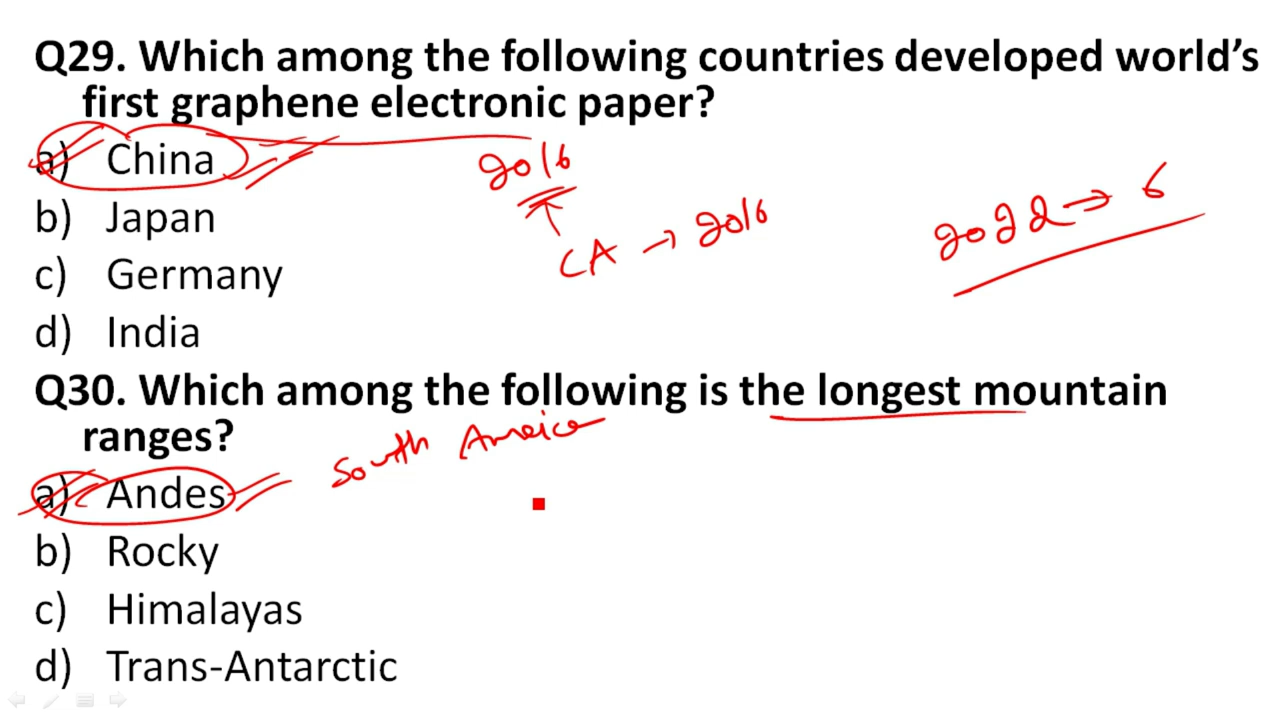 Q29. Which among the following countries developed world's
first graphene electronic paper?
a) China
2016
b) Japan
CA → 2016
2022 → 6
c) Germany
d) India
Q30. Which among the following is the longest mountain
ranges?
South Ameica
a) Andes
b) Rocky
c) Himalayas
d) Trans-Antarctic